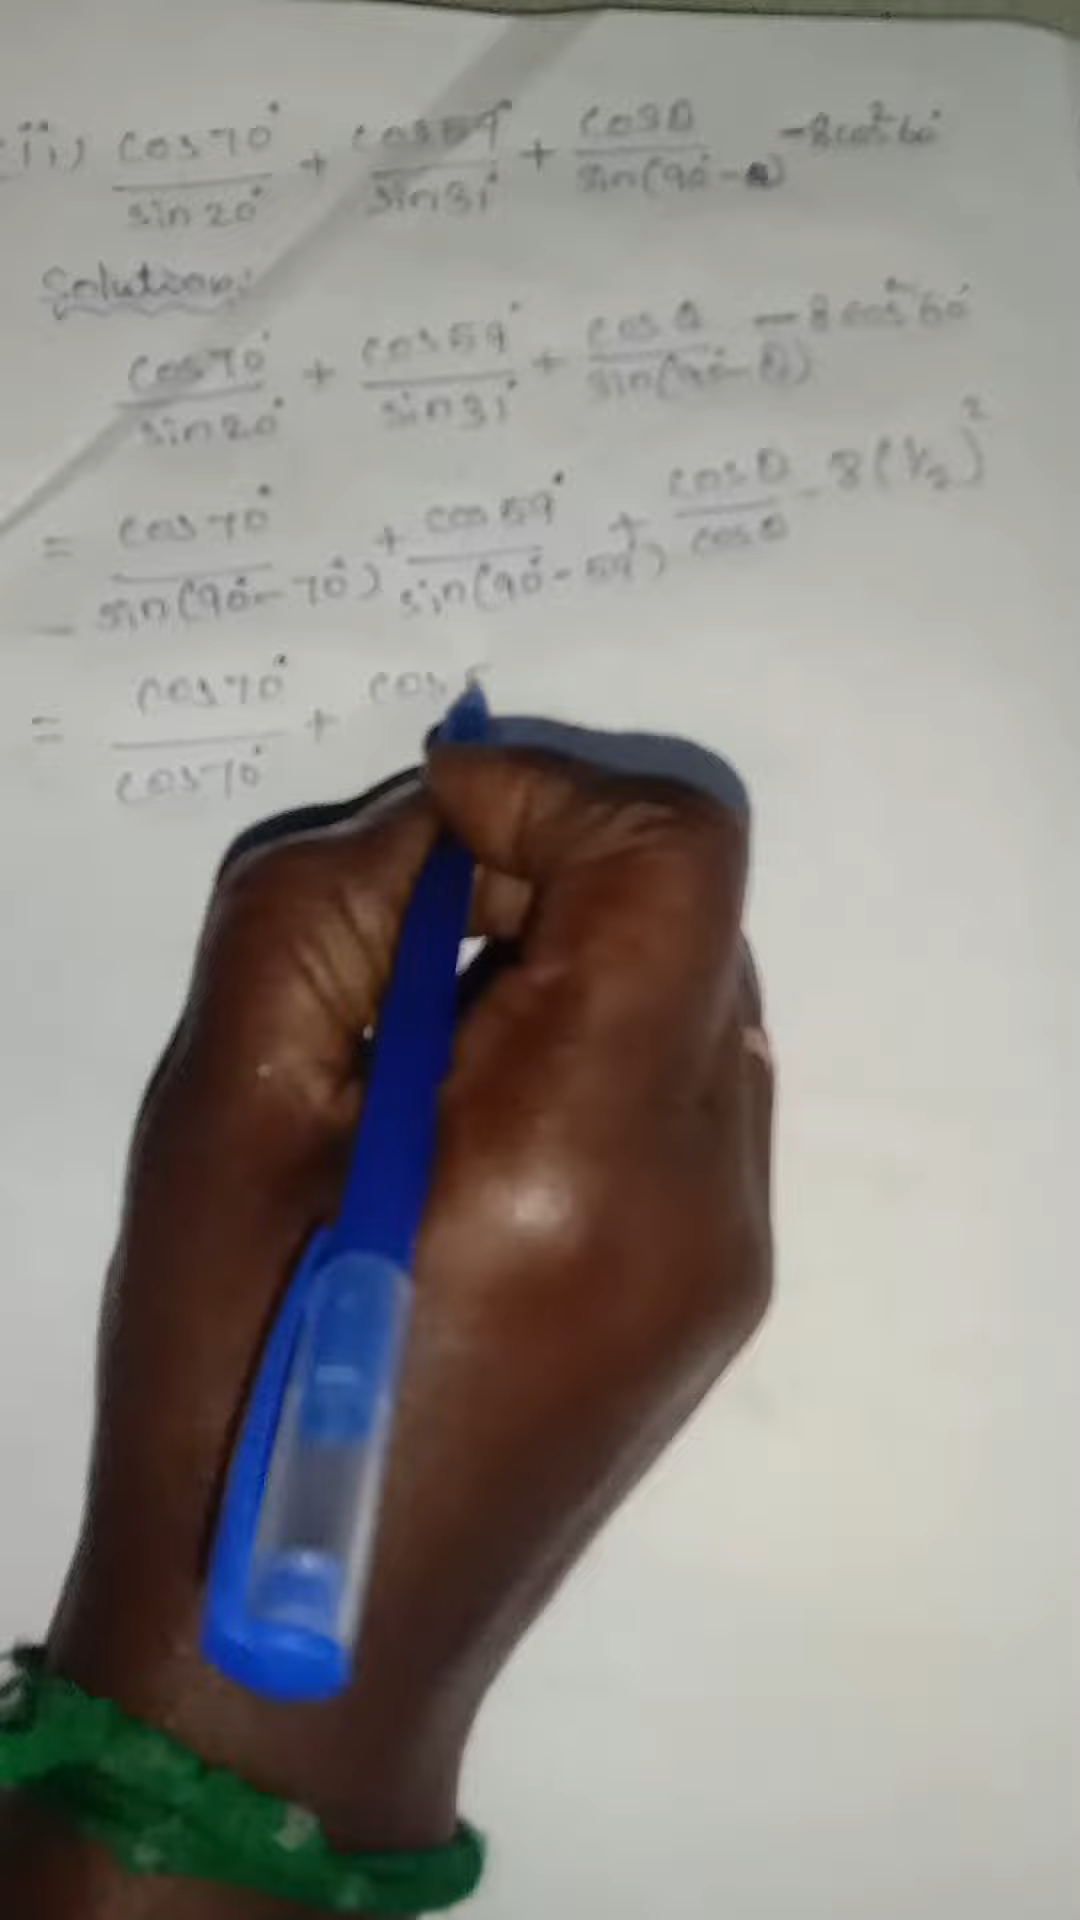 (ii) cos70°/sin20° + cos59°/sin31° + cosθ/sin(90°-θ) - 8cos²60°
Solution:
cos70°/sin20° + cos59°/sin31° + cosθ/sin(90°-θ) - 8cos²60°
= cos70°/sin(90°-70°) + cos59°/sin(90°-59°) + cosθ/cosθ - 8(1/2)²
= cos70°/cos70° + cos5